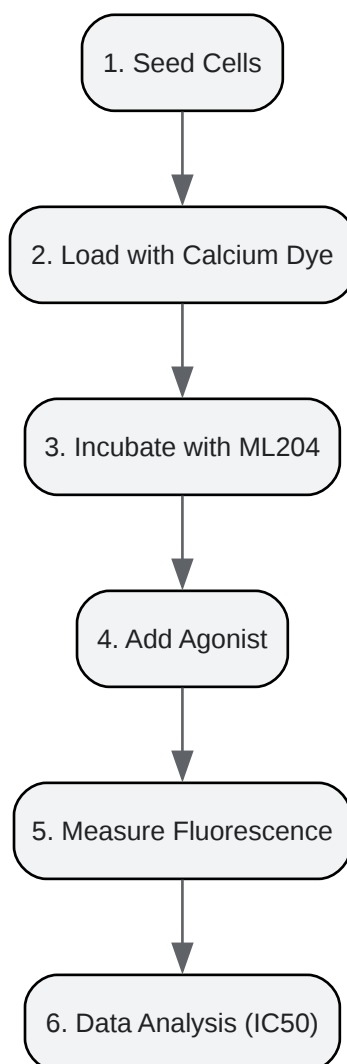 1. Seed Cells
2. Load with Calcium Dye
3. Incubate with ML204
4. Add Agonist
5. Measure Fluorescence
6. Data Analysis (IC50)